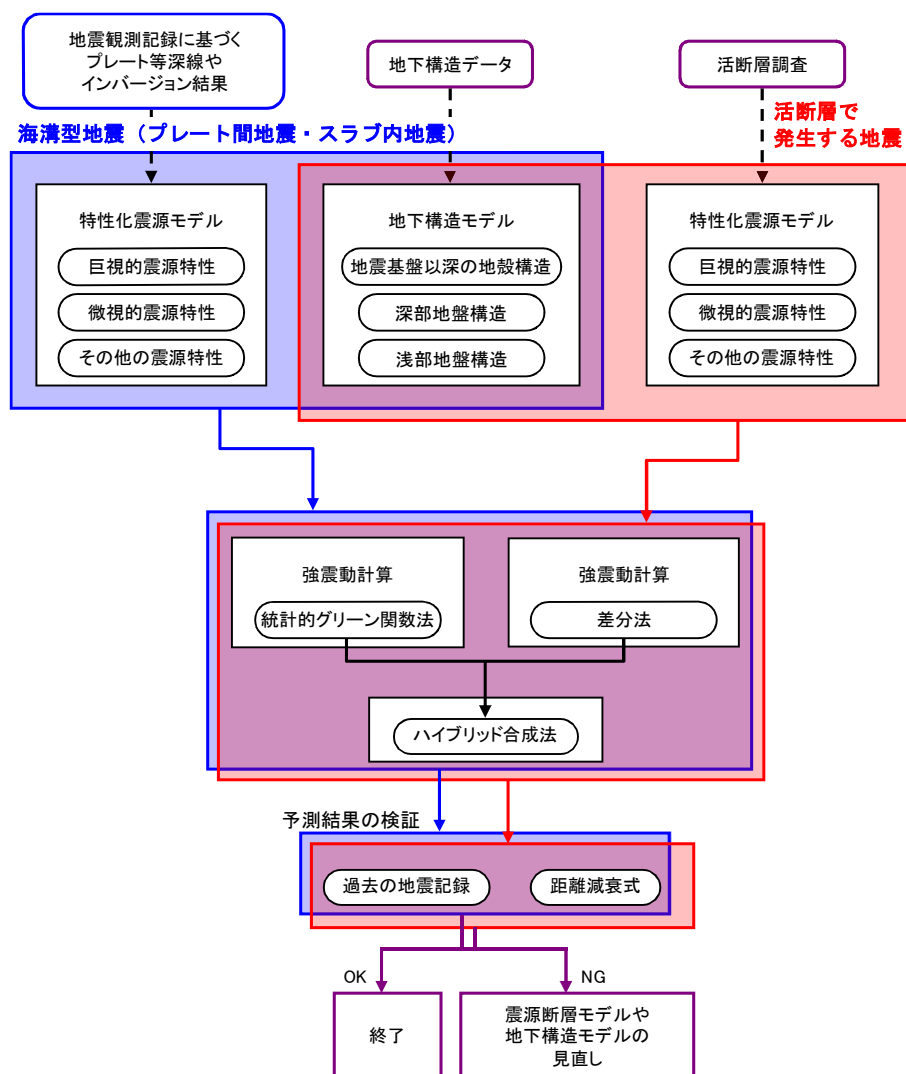 地震観測記録に基づく
プレート等深線や
インバージョン結果
地下構造データ
活断層調査
海溝型地震（プレート間地震・スラブ内地震）
活断層で
発生する地震
特性化震源モデル
巨視的震源特性
微視的震源特性
その他の震源特性
地下構造モデル
地震基盤以深の地殻構造
深部地盤構造
浅部地盤構造
特性化震源モデル
巨視的震源特性
微視的震源特性
その他の震源特性
強震動計算
統計的グリーン関数法
強震動計算
差分法
ハイブリッド合成法
予測結果の検証
過去の地震記録
距離減衰式
OK
NG
終了
震源断層モデルや
地下構造モデルの
見直し